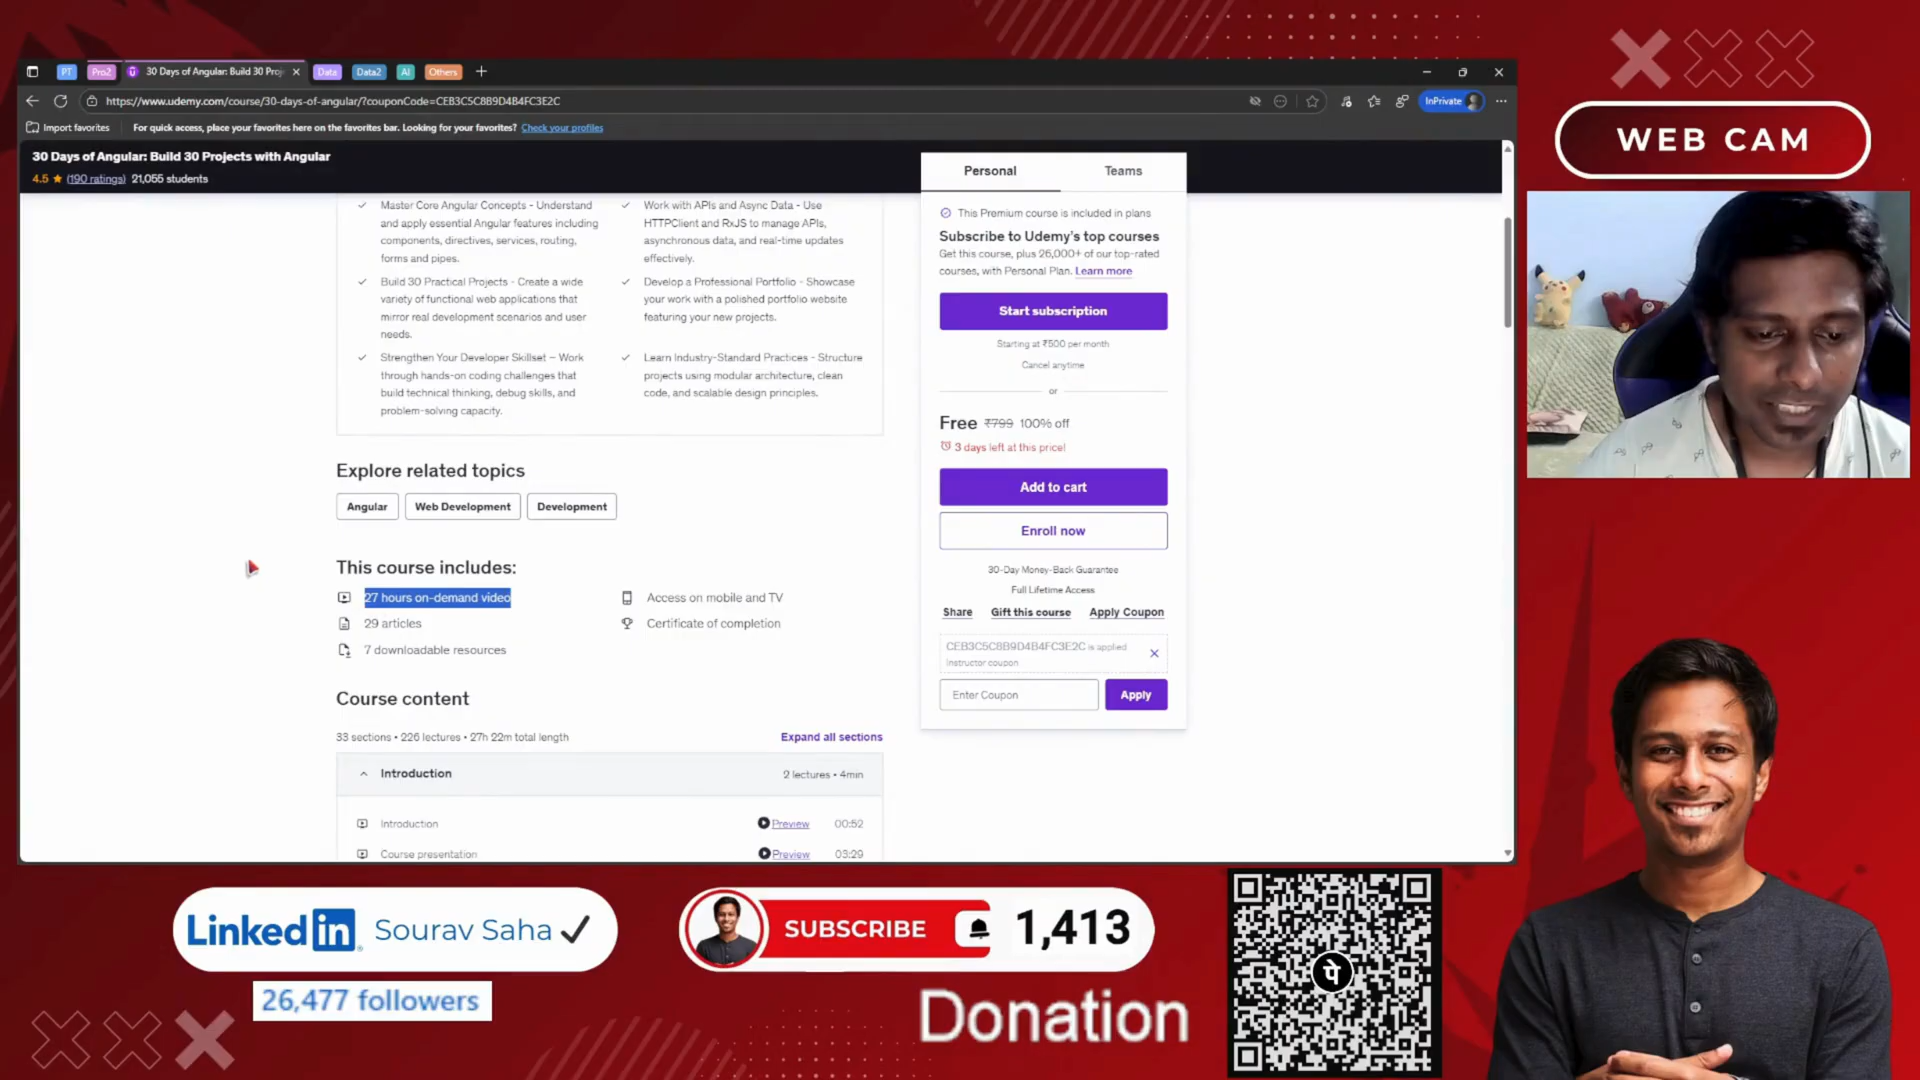 PT
Pro2
30 Days of Angular: Build 30 Proj
Data
Data2
AI
Others
https://www.udemy.com/course/30-days-of-angular/?couponCode=CEB3C5C8B9D4B4FC3E2C
InPrivate
Import favorites
For quick access, place your favorites here on the favorites bar. Looking for your favorites? Check your profiles
30 Days of Angular: Build 30 Projects with Angular
4.5 ★ (190 ratings) 21,055 students
Master Core Angular Concepts - Understand
and apply essential Angular features including
components, directives, services, routing,
forms and pipes.
Work with APIs and Async Data - Use
HTTPClient and RxJS to manage APIs,
asynchronous data, and real-time updates
effectively.
Build 30 Practical Projects - Create a wide
variety of functional web applications that
mirror real development scenarios and user
needs.
Develop a Professional Portfolio - Showcase
your work with a polished portfolio website
featuring your new projects.
Strengthen Your Developer Skillset – Work
through hands-on coding challenges that
build technical thinking, debug skills, and
problem-solving capacity.
Learn Industry-Standard Practices - Structure
projects using modular architecture, clean
code, and scalable design principles.
Explore related topics
Angular
Web Development
Development
This course includes:
27 hours on-demand video
29 articles
7 downloadable resources
Access on mobile and TV
Certificate of completion
Course content
33 sections • 226 lectures • 27h 22m total length
Expand all sections
Introduction
2 lectures • 4min
Introduction
Preview
00:52
Course presentation
Preview
03:29
Personal
Teams
This Premium course is included in plans
Subscribe to Udemy's top courses
Get this course, plus 26,000+ of our top-rated
courses, with Personal Plan. Learn more
Start subscription
Starting at ₹500 per month
Cancel anytime
or
Free ₹799 100% off
3 days left at this price!
Add to cart
Enroll now
30-Day Money-Back Guarantee
Full Lifetime Access
Share
Gift this course
Apply Coupon
CEB3C5C8B9D4B4FC3E2C is applied
Instructor coupon
Enter Coupon
Apply
WEB CAM
Linked in
Sourav Saha
26,477 followers
SUBSCRIBE
1,413
Donation
पे